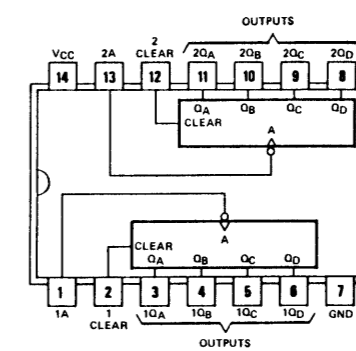 OUTPUTS
2
VCC 2A CLEAR 2QA 2QB 2QC 2QD
14 13 12 11 10 9 8
QA QB QC QD
CLEAR
A
A
CLEAR
QA QB QC QD
1 2 3 4 5 6 7
1A 1 1QA 1QB 1QC 1QD GND
CLEAR
OUTPUTS